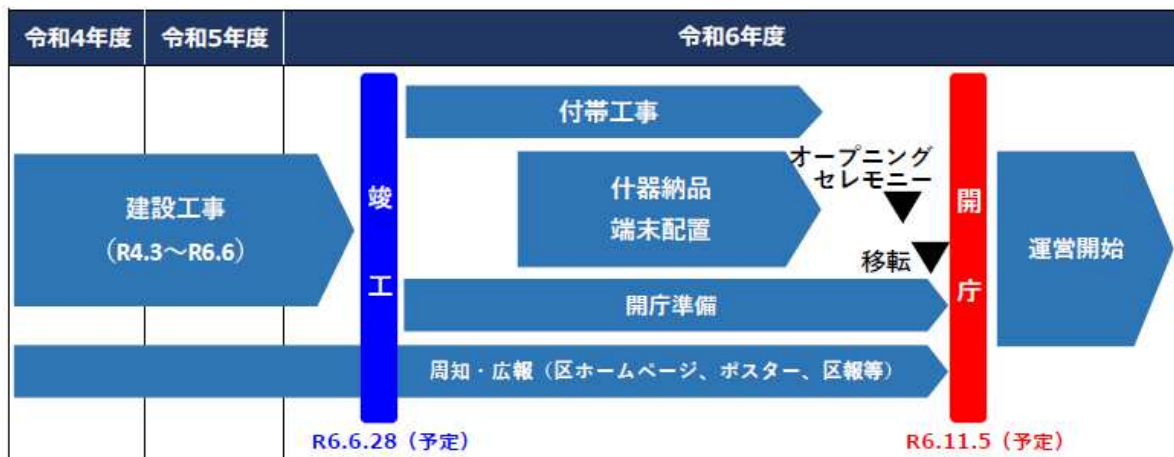 令和4年度
令和5年度
令和6年度
付帯工事
建設工事
（R4.3～R6.6）
竣工
什器納品
端末配置
オープニング
セレモニー
移転
開庁
運営開始
開庁準備
周知・広報（区ホームページ、ポスター、区報等）
R6.6.28（予定）
R6.11.5（予定）